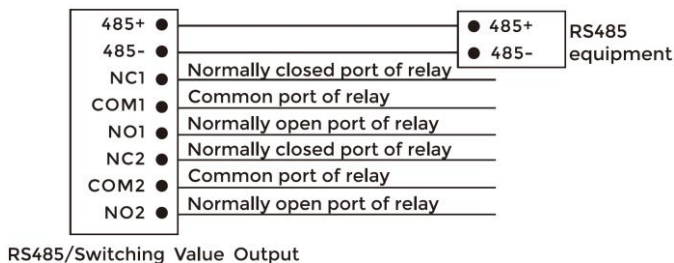 485+
485-
NC1
COM1
NO1
NC2
COM2
NO2
Normally closed port of relay
Common port of relay
Normally open port of relay
Normally closed port of relay
Common port of relay
Normally open port of relay
485+
485-
RS485
equipment
RS485/Switching Value Output